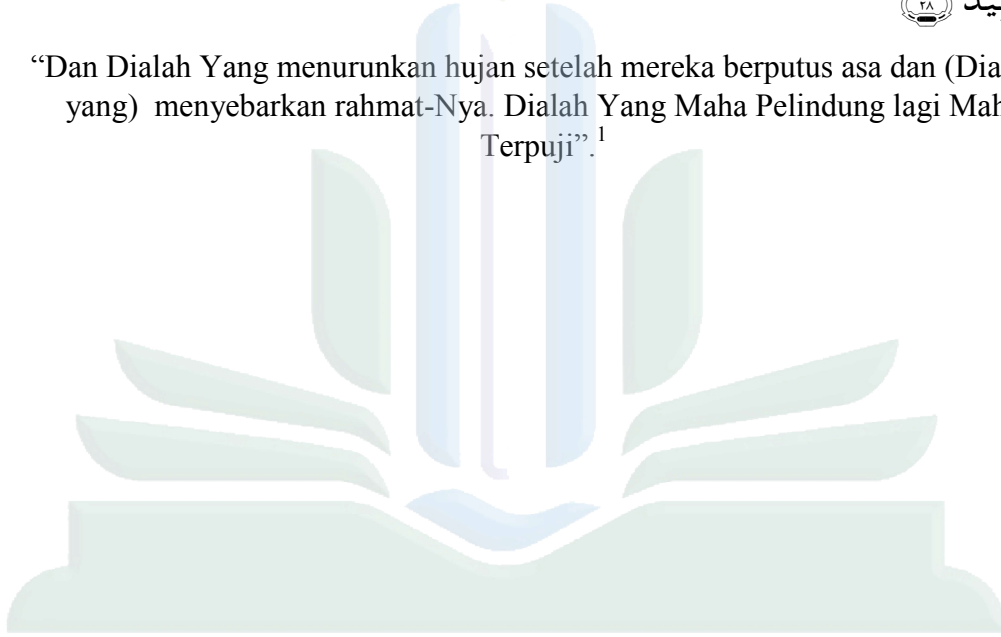 ٢٨
“Dan Dialah Yang menurunkan hujan setelah mereka berputus asa dan (Dia
yang) menyebarkan rahmat-Nya. Dialah Yang Maha Pelindung lagi Mah
Terpuji”.1